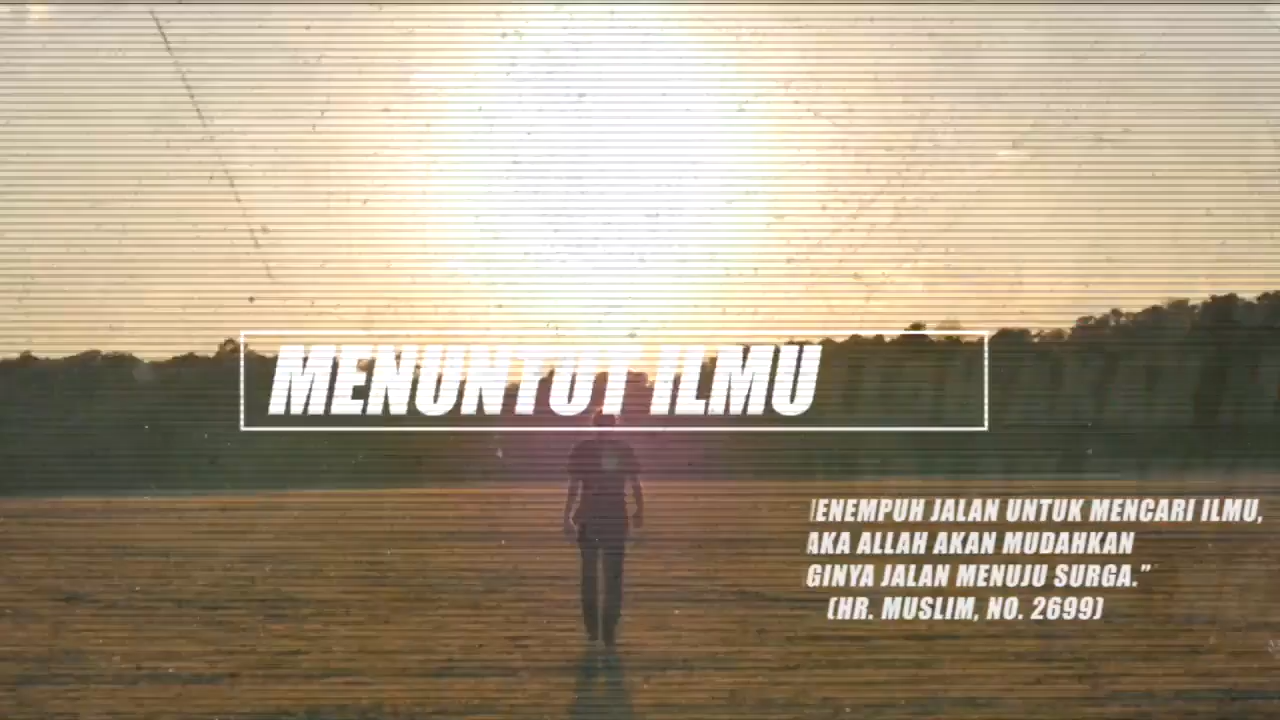 MENUNTUT ILMU
ENEMPUH JALAN UNTUK MENCARI ILMU,
AKA ALLAH AKAN MUDAHKAN
GINYA JALAN MENUJU SURGA.”
(HR. MUSLIM, NO. 2699)